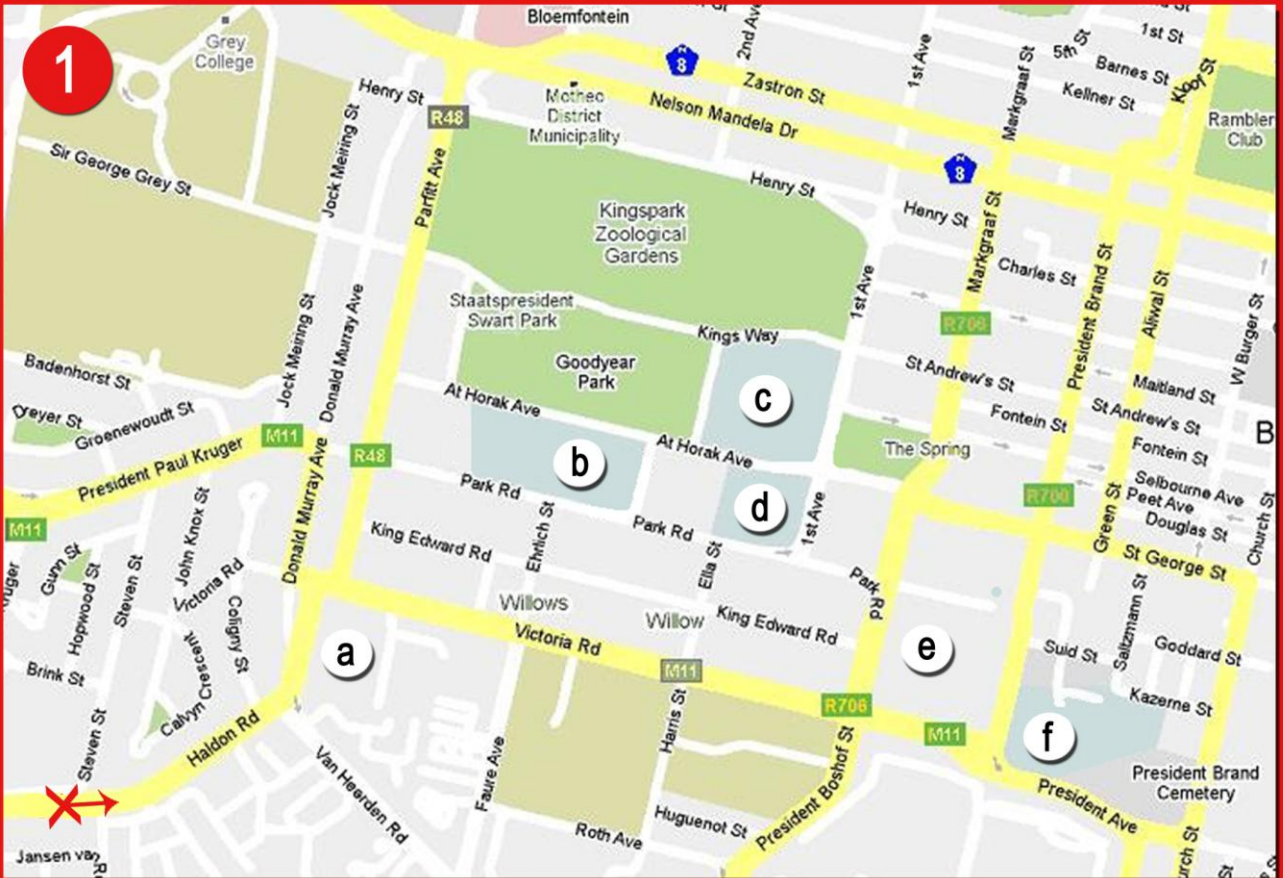 1
Bloemfontein
Grey
College
Henry St
R48
Motheo
District
Municipality
N
8
Zastron St
Nelson Mandela Dr
2nd Ave
1st Ave
Markgraaf St
5th St
1st St
Barnes St
Kellner St
Klooy St
Rambler
Club
N
8
Sir George Grey St
Jock Meiring St
Parfitt Ave
Kingspark
Zoological
Gardens
Henry St
Henry St
Markgraaf St
Charles St
President Brand St
Aliwal St
W Burger St
Staatspresident
Swart Park
Kings Way
1st Ave
R706
Jock Meiring St
Donald Murray Ave
Goodyear
Park
St Andrew's St
Maitland St
Badenhorst St
Dreyer St
Groenewoudt St
At Horak Ave
c
Fontein St
St Andrew's St
M11
President Paul Kruger
R48
b
At Horak Ave
The Spring
Fontein St
B
Park Rd
d
1st Ave
R700
Selbourne Ave
Peet Ave
Douglas St
M11
Donald Murray Ave
King Edward Rd
Ehrlich St
Park Rd
Ella St
Green St
St George St
Church St
Gunn St
Hopwood St
Steven St
John Knox St
Victoria Rd
Coligny St
Park Rd
Willows
Willow
King Edward Rd
Saltzmann St
Goddard St
a
Victoria Rd
e
Suid St
Brink St
Calvyn Crescent
M11
R706
Kazerne St
Steven St
Haldon Rd
Harris St
M11
f
Van Heerden Rd
Faure Ave
President Boshof St
President Brand
Cemetery
President Ave
Huguenot St
Roth Ave
Jansen van